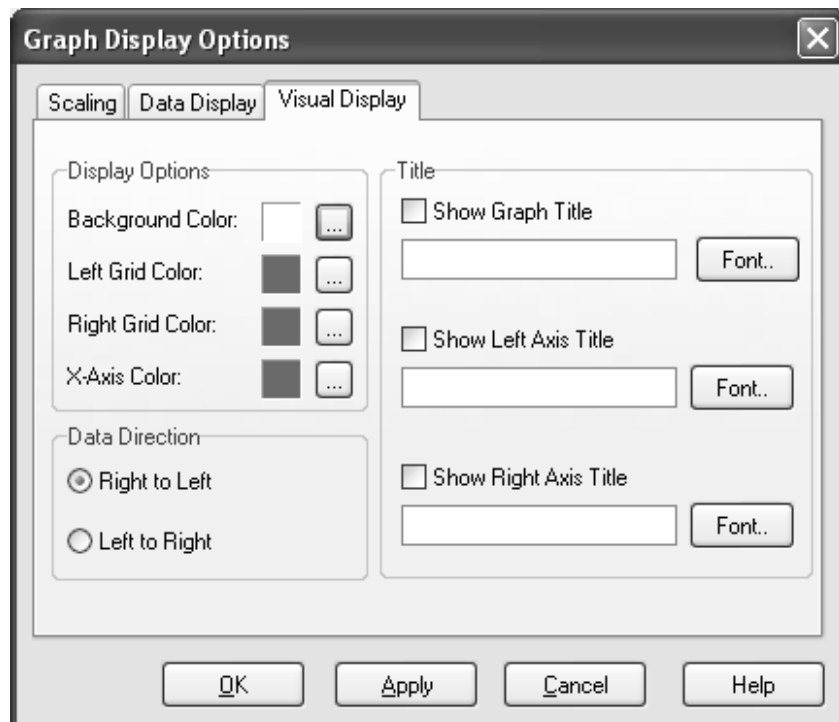 Graph Display Options
Scaling Data Display Visual Display
Display Options
Background Color: ...
Left Grid Color: ...
Right Grid Color: ...
X-Axis Color: ...
Data Direction
Right to Left
Left to Right
Title
Show Graph Title
Font..
Show Left Axis Title
Font..
Show Right Axis Title
Font..
OK Apply Cancel Help